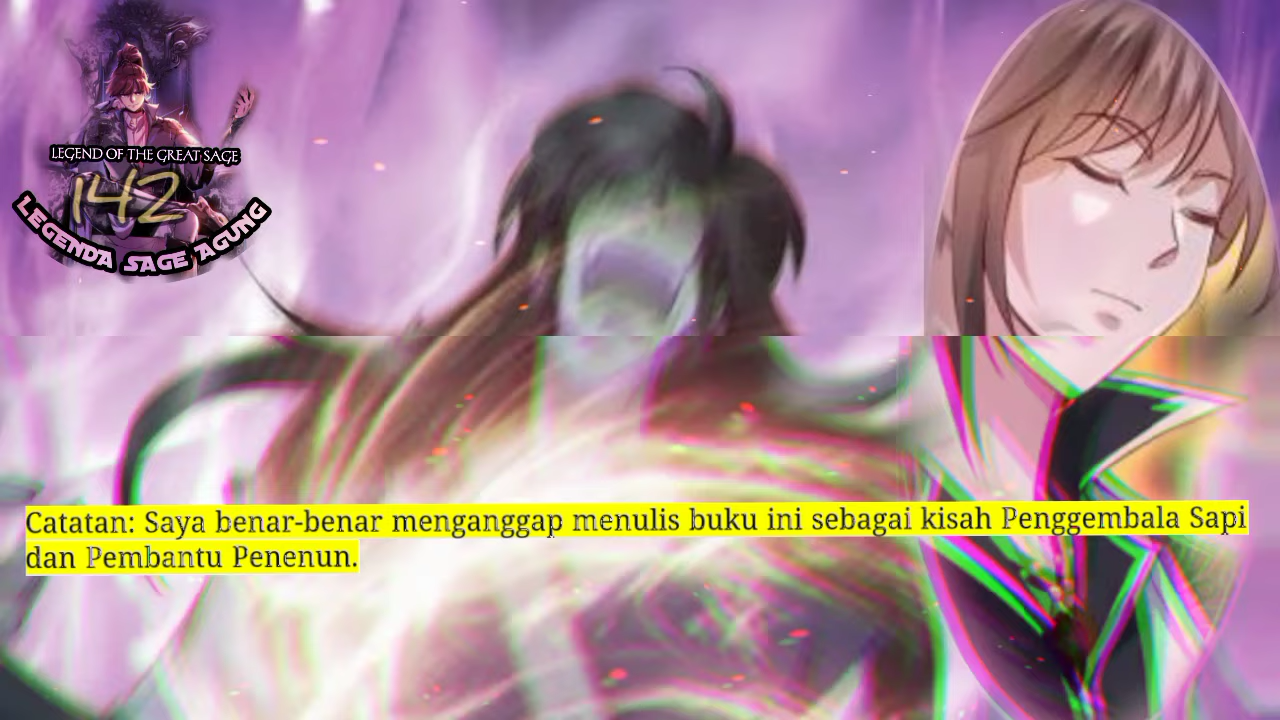 LEGEND OF THE GREAT SAGE
142
LEGENDA SAGE AGUNG
Catatan: Saya benar-benar menganggap menulis buku ini sebagai kisah Penggembala Sapi
dan Pembantu Penenun.